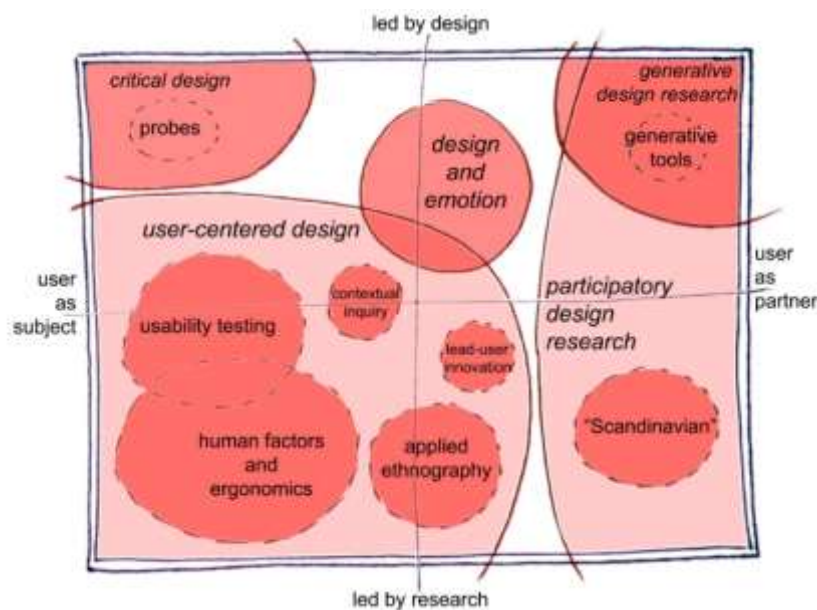 led by design
critical design
probes
generative
design research
generative
tools
design
and
emotion
user-centered design
user
as
subject
contextual
inquiry
usability testing
participatory
design
research
user
as
partner
lead-user
innovation
"Scandinavian"
human factors
and
ergonomics
applied
ethnography
led by research